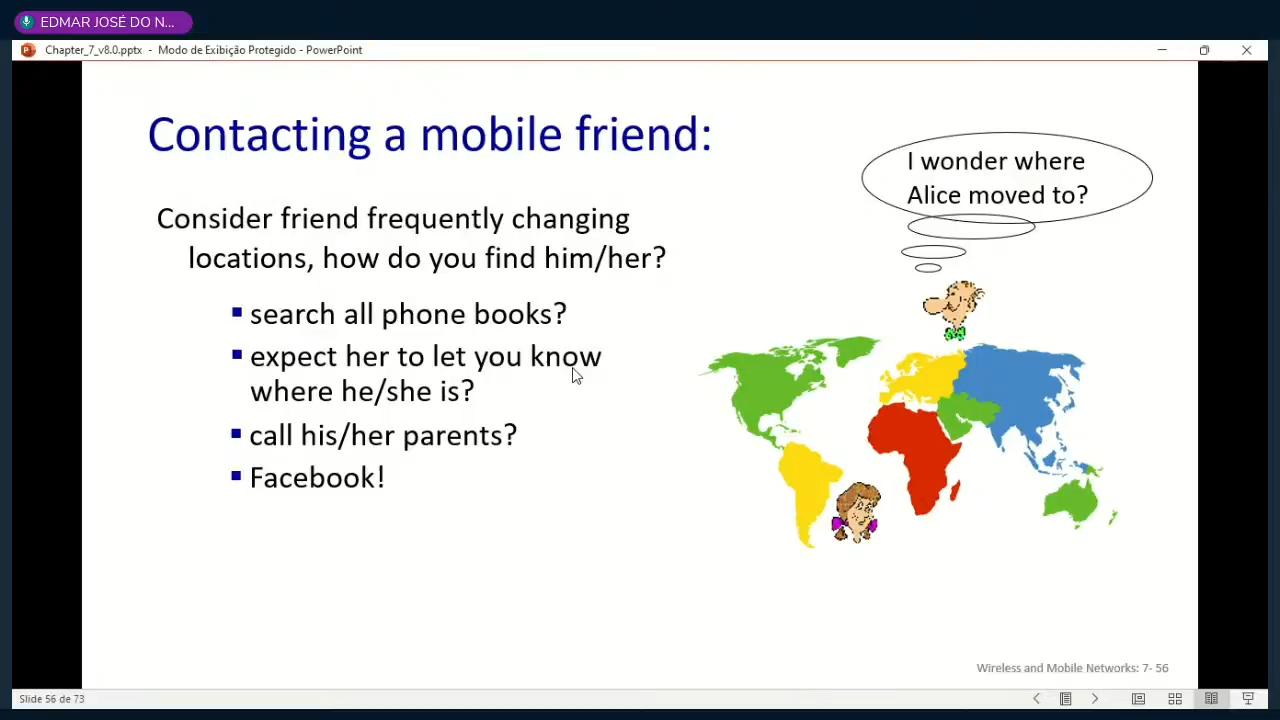 EDMAR JOSÉ DO N...
Chapter_7_v8.0.pptx - Modo de Exibição Protegido - PowerPoint
Contacting a mobile friend:
I wonder where
Alice moved to?
Consider friend frequently changing
locations, how do you find him/her?
▪ search all phone books?
▪ expect her to let you know
where he/she is?
▪ call his/her parents?
▪ Facebook!
Wireless and Mobile Networks: 7- 56
Slide 56 de 73